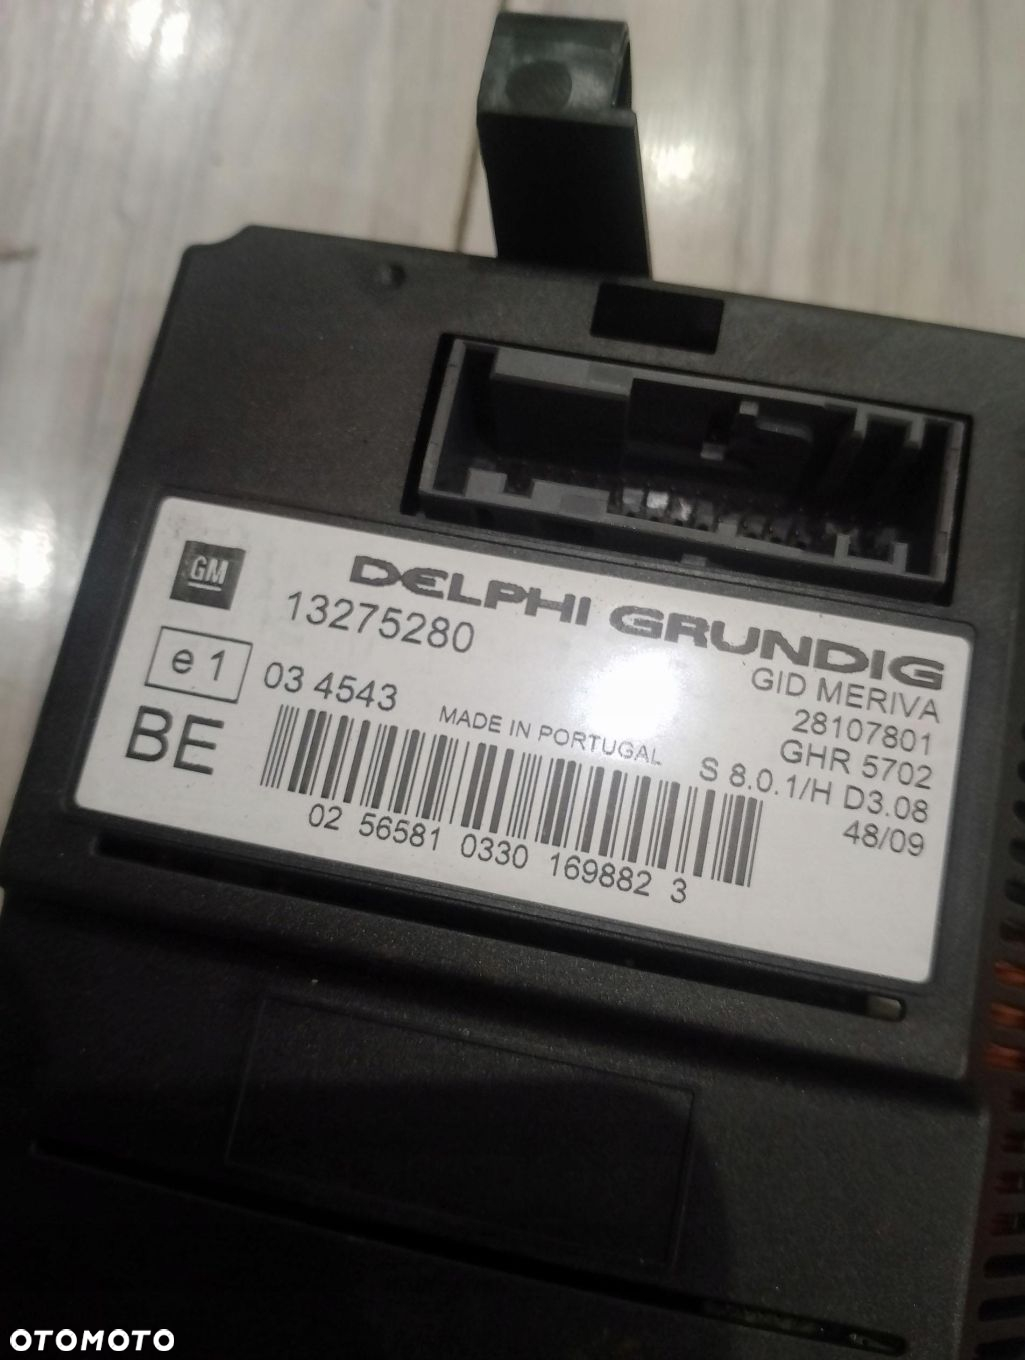 GM
DELPHI GRUNDIG
13275280
GID MERIVA
e1
03 4543
28107801
MADE IN PORTUGAL
GHR 5702
BE
S 8.0.1/H D3.08
48/09
02 56581 0330 169882 3
OTOMOTO